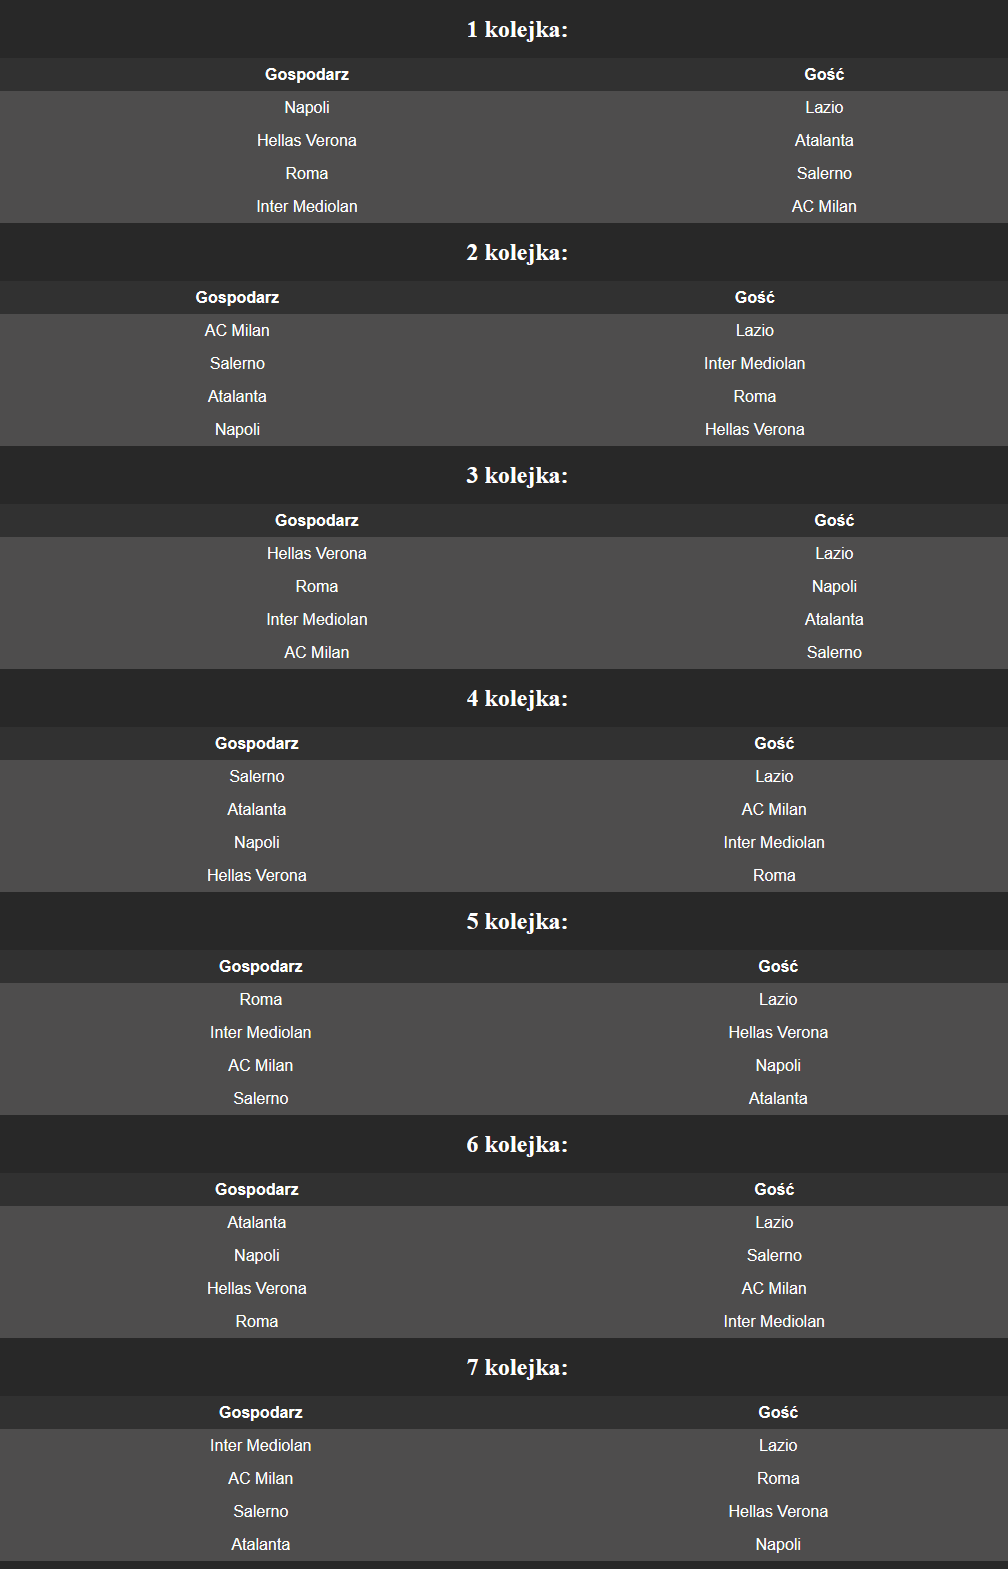 1 kolejka:
Gospodarz Gość
Napoli Lazio
Hellas Verona Atalanta
Roma Salerno
Inter Mediolan AC Milan
2 kolejka:
Gospodarz Gość
AC Milan Lazio
Salerno Inter Mediolan
Atalanta Roma
Napoli Hellas Verona
3 kolejka:
Gospodarz Gość
Hellas Verona Lazio
Roma Napoli
Inter Mediolan Atalanta
AC Milan Salerno
4 kolejka:
Gospodarz Gość
Salerno Lazio
Atalanta AC Milan
Napoli Inter Mediolan
Hellas Verona Roma
5 kolejka:
Gospodarz Gość
Roma Lazio
Inter Mediolan Hellas Verona
AC Milan Napoli
Salerno Atalanta
6 kolejka:
Gospodarz Gość
Atalanta Lazio
Napoli Salerno
Hellas Verona AC Milan
Roma Inter Mediolan
7 kolejka:
Gospodarz Gość
Inter Mediolan Lazio
AC Milan Roma
Salerno Hellas Verona
Atalanta Napoli